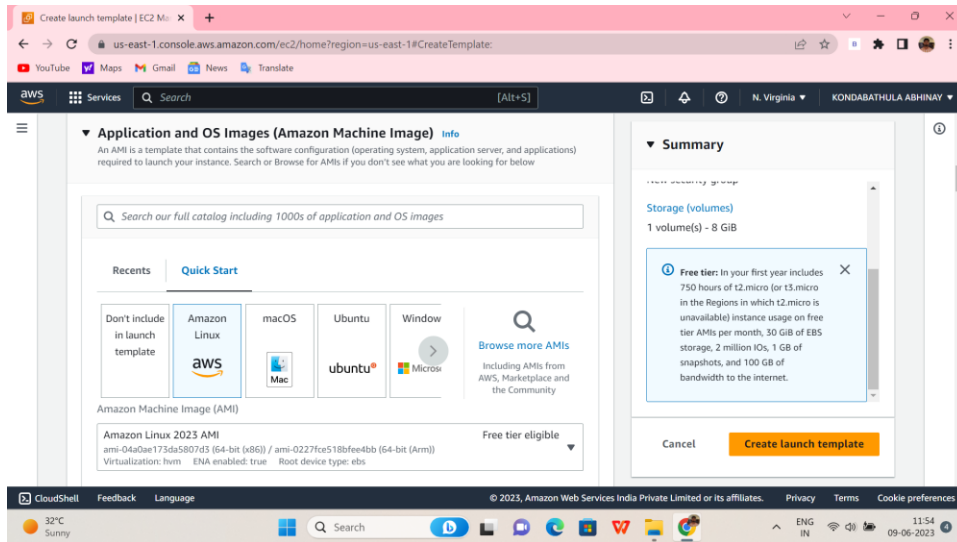 Create launch template | EC2 Ma
us-east-1.console.aws.amazon.com/ec2/home?region=us-east-1#CreateTemplate:
YouTube Maps Gmail News Translate
aws Services Search [Alt+S] N. Virginia ▼ KONDABATHULA ABHINAY ▼
▼ Application and OS Images (Amazon Machine Image) Info
An AMI is a template that contains the software configuration (operating system, application server, and applications)
required to launch your instance. Search or Browse for AMIs if you don't see what you are looking for below
Search our full catalog including 1000s of application and OS images
Recents Quick Start
Don't include
in launch
template
Amazon
Linux
aws
macOS
Mac
Ubuntu
ubuntu®
Window
Micros
Browse more AMIs
Including AMIs from
AWS, Marketplace and
the Community
Amazon Machine Image (AMI)
Amazon Linux 2023 AMI Free tier eligible
ami-04a0ae173da5807d3 (64-bit (x86)) / ami-0227fce518bfee4bb (64-bit (Arm))
Virtualization: hvm ENA enabled: true Root device type: ebs
▼ Summary
New security group
Storage (volumes)
1 volume(s) - 8 GiB
Free tier: In your first year includes
750 hours of t2.micro (or t3.micro
in the Regions in which t2.micro is
unavailable) instance usage on free
tier AMIs per month, 30 GiB of EBS
storage, 2 million IOs, 1 GB of
snapshots, and 100 GB of
bandwidth to the internet.
Cancel Create launch template
CloudShell Feedback Language © 2023, Amazon Web Services India Private Limited or its affiliates. Privacy Terms Cookie preferences
32°C
Sunny
Search
ENG
IN
11:54
09-06-2023
4